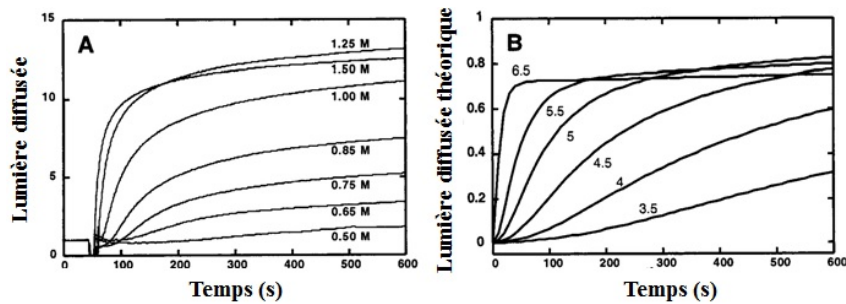 A
Lumière diffusée
15
10
5
0
1.25 M
1.50 M
1.00 M
0.85 M
0.75 M
0.65 M
0.50 M
0 100 200 300 400 500 600
Temps (s)
B
Lumière diffusée théorique
1
0.8
0.6
0.4
0.2
0
6.5
5.5
5
4.5
4
3.5
0 100 200 300 400 500 600
Temps (s)